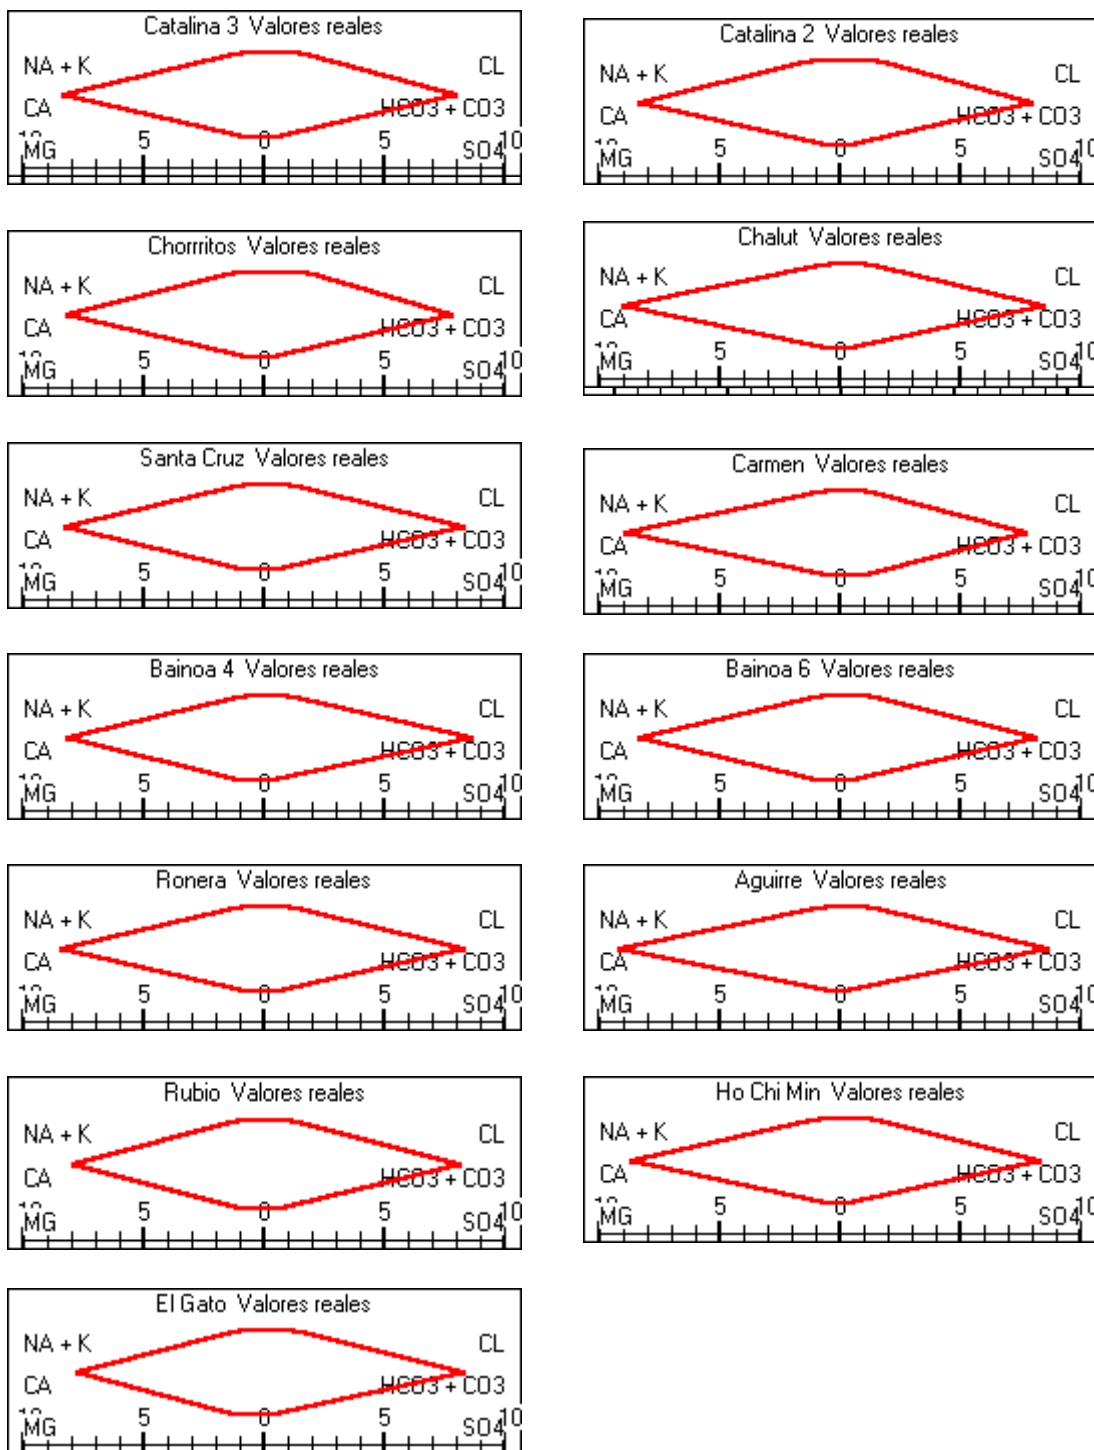 Catalina 3 Valores reales
NA + K CL
CA HCO3 + CO3
5 0 5 10
MG SO4
Catalina 2 Valores reales
NA + K CL
CA HCO3 + CO3
5 0 5 10
MG SO4
Chorrritos Valores reales
NA + K CL
CA HCO3 + CO3
5 0 5 10
MG SO4
Chalut Valores reales
NA + K CL
CA HCO3 + CO3
5 0 5 10
MG SO4
Santa Cruz Valores reales
NA + K CL
CA HCO3 + CO3
5 0 5 10
MG SO4
Carmen Valores reales
NA + K CL
CA HCO3 + CO3
5 0 5 10
MG SO4
Bainoa 4 Valores reales
NA + K CL
CA HCO3 + CO3
5 0 5 10
MG SO4
Bainoa 6 Valores reales
NA + K CL
CA HCO3 + CO3
5 0 5 10
MG SO4
Ronera Valores reales
NA + K CL
CA HCO3 + CO3
5 0 5 10
MG SO4
Aguirre Valores reales
NA + K CL
CA HCO3 + CO3
5 0 5 10
MG SO4
Rubio Valores reales
NA + K CL
CA HCO3 + CO3
5 0 5 10
MG SO4
Ho Chi Min Valores reales
NA + K CL
CA HCO3 + CO3
5 0 5 10
MG SO4
El Gato Valores reales
NA + K CL
CA HCO3 + CO3
5 0 5 10
MG SO4